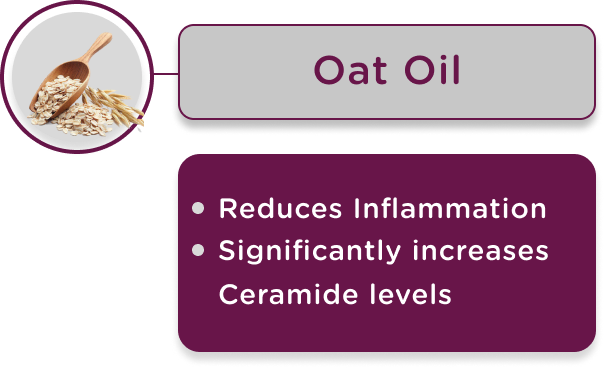 Oat Oil
• Reduces Inflammation
• Significantly increases
Ceramide levels